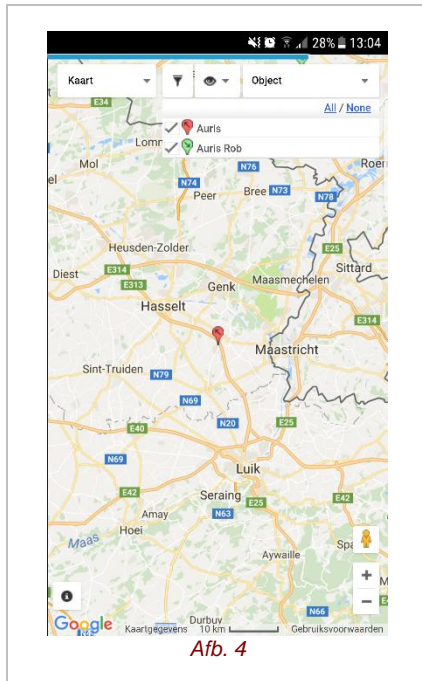 28% 13:04
Kaart
Object
All / None
Auris
Auris Rob
E34
Lomm
Mol
N76
Roer
el
N74
Bree
N73
N78
Peer
E25
Heusden-Zolder
Sittard
Diest
E314
Genk
Maasmechelen
E313
Hasselt
E314
Maastricht
Sint-Truiden
N79
N69
N20
E25
E40
N69
Luik
E42
Seraing
E25
E42
Amay
N63
Hoei
Maas
Spa
Aywaille
N66
Durbuy
Google
Kaartgegevens 10 km Gebruiksvoorwaarden
Afb. 4